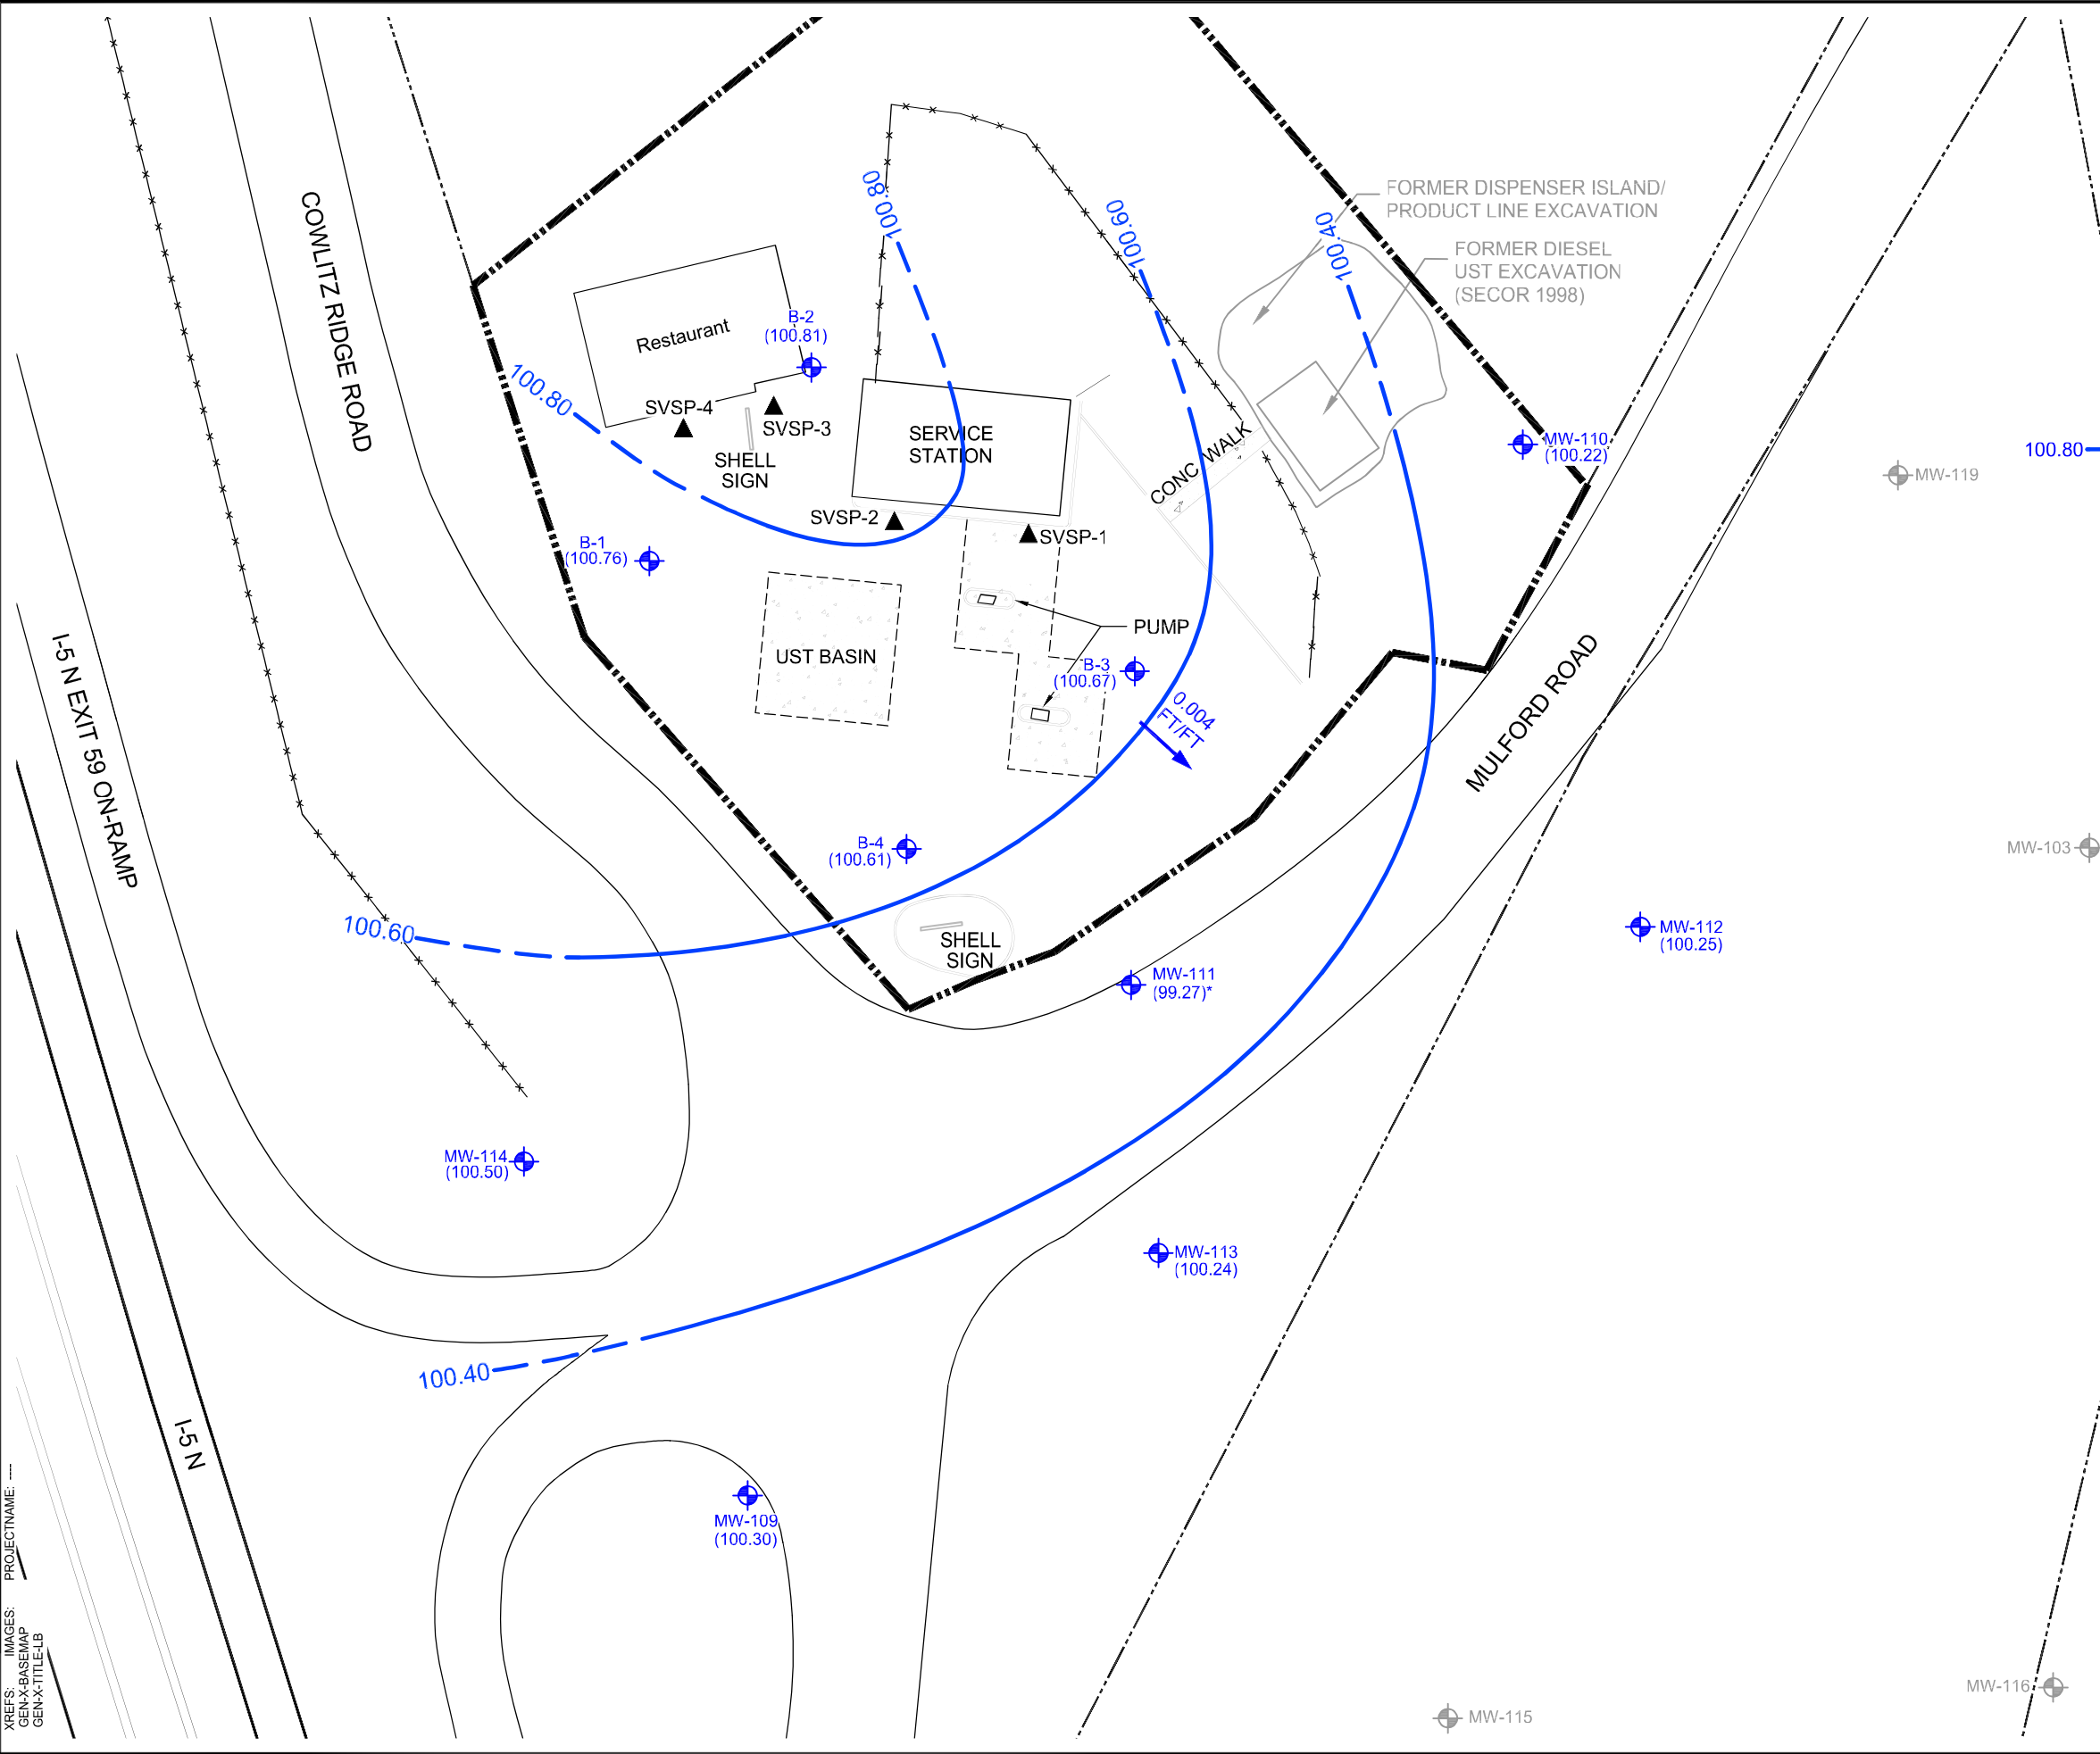 FORMER DISPENSER ISLAND/
PRODUCT LINE EXCAVATION
FORMER DIESEL
UST EXCAVATION
(SECOR 1998)
100.80
100.60
100.40
COWLITZ RIDGE ROAD
Restaurant
B-2
(100.81)
100.80
SVSP-4
SVSP-3
SHELL
SIGN
SERVICE
STATION
CONC WALK
MW-110
(100.22)
100.80
MW-119
SVSP-2
SVSP-1
B-1
(100.76)
PUMP
UST BASIN
B-3
(100.67)
0.004
FT/FT
MULFORD ROAD
I-5 N EXIT 59 ON-RAMP
B-4
(100.61)
MW-103
100.60
SHELL
SIGN
MW-112
(100.25)
MW-111
(99.27)*
MW-114
(100.50)
MW-113
(100.24)
100.40
I-5 N
MW-109
(100.30)
MW-116
MW-115
XREFS: IMAGES: PROJECTNAME: ----
GEN-X-BASEMAP
GEN-X-TITLE-LB